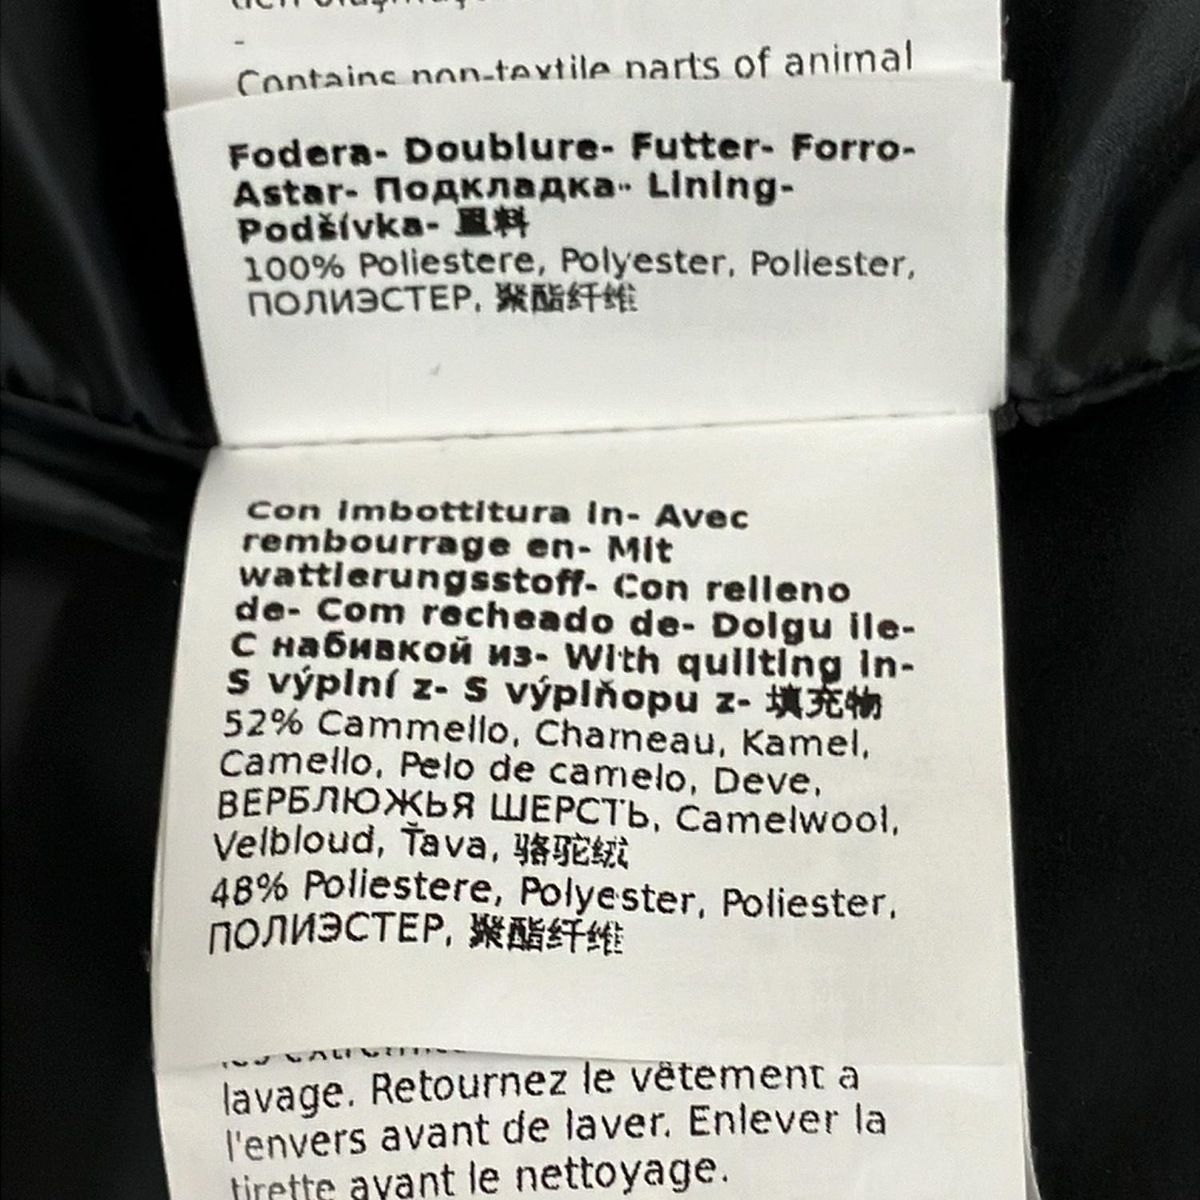 -
Contains non-textile parts of animal
Fodera- Doublure- Futter- Forro-
Astar- Подкладка- Lining-
Podšívka- 里料
100% Poliestere, Polyester, Poliester,
ПОЛИЭСТЕР, 聚酯纤维
Con imbottitura in- Avec
rembourrage en- Mit
wattierungsstoff- Con relleno
de- Com recheado de- Dolgu ile-
С набивкой из- With quilting in-
S výplní z- S výplňopu z- 填充物
52% Cammello, Chameau, Kamel,
Camello, Pelo de camelo, Deve,
ВЕРБЛЮЖЬЯ ШЕРСТЬ, Camelwool,
Velbloud, Ťava, 骆驼绒
48% Poliestere, Polyester, Poliester,
ПОЛИЭСТЕР, 聚酯纤维
lavage. Retournez le vêtement a
l'envers avant de laver. Enlever la
tirette avant le nettoyage.